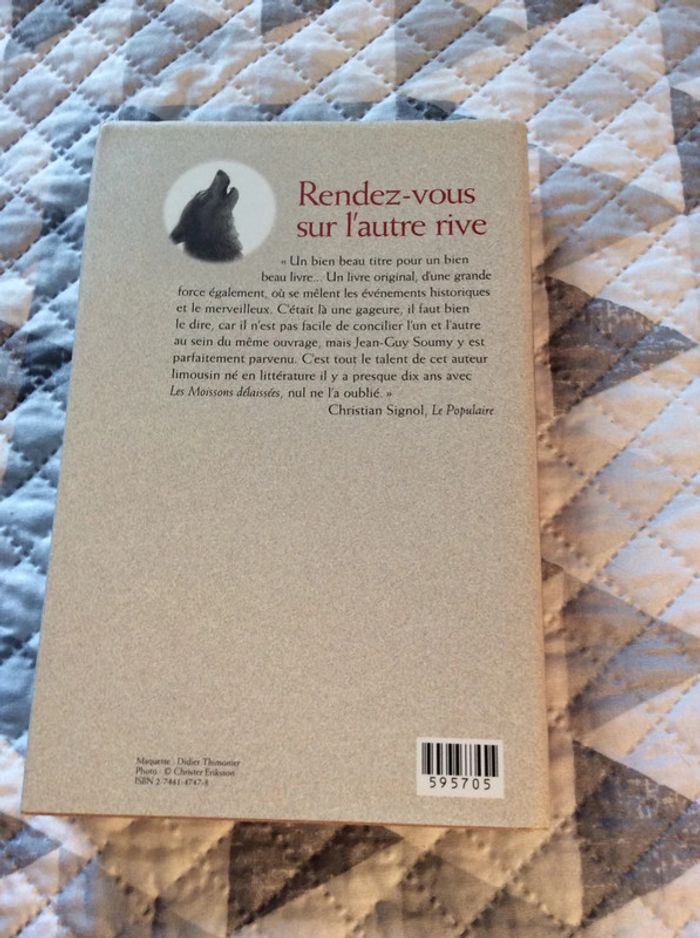 Rendez-vous
sur l'autre rive
« Un bien beau titre pour un bien
beau livre... Un livre original, d'une grande
force également, où se mêlent les événements historiques
et le merveilleux. C'était là une gageure, il faut bien
le dire, car il n'est pas facile de concilier l'un et l'autre
au sein du même ouvrage, mais Jean-Guy Soumy y est
parfaitement parvenu. C'est tout le talent de cet auteur
limousin né en littérature il y a presque dix ans avec
Les Moissons délaissées, nul ne l'a oublié. »
Christian Signol, Le Populaire
Maquette : Didier Thimonier
Photo : © Christer Eriksson
ISBN 2-7441-4747-8
595705